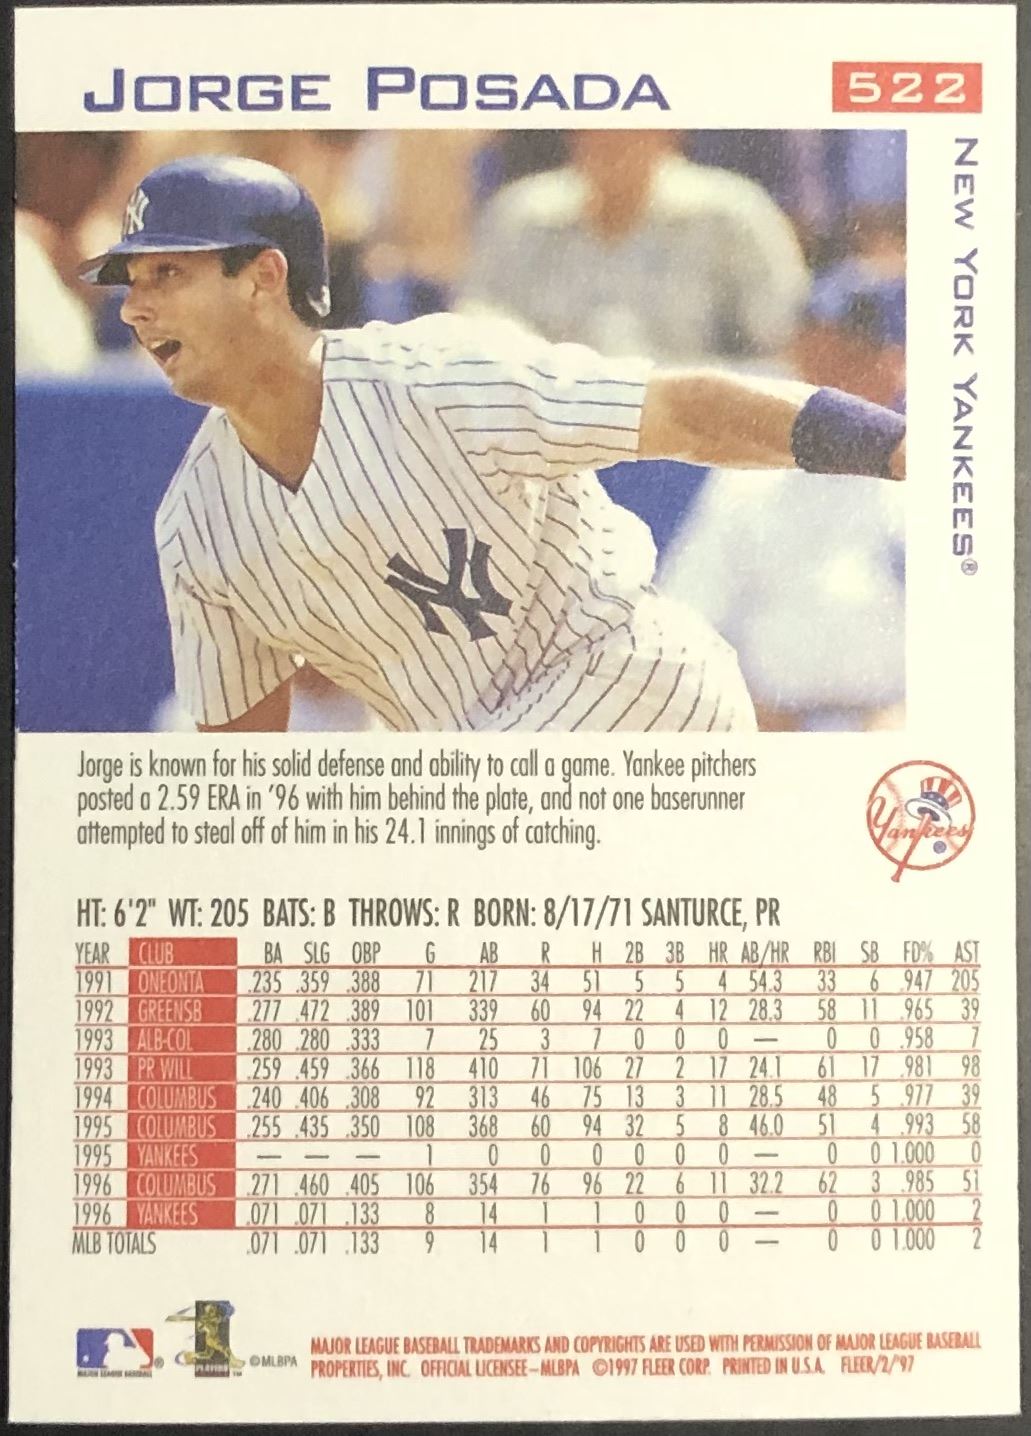 JORGE POSADA
522
NEW YORK YANKEES®
NY
NY
Jorge is known for his solid defense and ability to call a game. Yankee pitchers
posted a 2.59 ERA in '96 with him behind the plate, and not one baserunner
attempted to steal off of him in his 24.1 innings of catching.
Yankees
HT: 6'2" WT: 205 BATS: B THROWS: R BORN: 8/17/71 SANTURCE, PR
YEAR CLUB BA SLG OBP G AB R H 2B 3B HR AB/HR RBI SB FD% AST
1991 ONEONTA .235 .359 .388 71 217 34 51 5 5 4 54.3 33 6 .947 205
1992 GREENSB .277 .472 .389 101 339 60 94 22 4 12 28.3 58 11 .965 39
1993 ALB-COL .280 .280 .333 7 25 3 7 0 0 0 — 0 0 .958 7
1993 PR WILL .259 .459 .366 118 410 71 106 27 2 17 24.1 61 17 .981 98
1994 COLUMBUS .240 .406 .308 92 313 46 75 13 3 11 28.5 48 5 .977 39
1995 COLUMBUS .255 .435 .350 108 368 60 94 32 5 8 46.0 51 4 .993 58
1995 YANKEES — — — 1 0 0 0 0 0 0 — 0 0 1.000 0
1996 COLUMBUS .271 .460 .405 106 354 76 96 22 6 11 32.2 62 3 .985 51
1996 YANKEES .071 .071 .133 8 14 1 1 0 0 0 — 0 0 1.000 2
MLB TOTALS .071 .071 .133 9 14 1 1 0 0 0 — 0 0 1.000 2
MAJOR LEAGUE BASEBALL
®
PLAYERS
™
©MLBPA
MAJOR LEAGUE BASEBALL TRADEMARKS AND COPYRIGHTS ARE USED WITH PERMISSION OF MAJOR LEAGUE BASEBALL
PROPERTIES, INC. OFFICIAL LICENSEE—MLBPA ©1997 FLEER CORP. PRINTED IN U.S.A. FLEER/2/'97